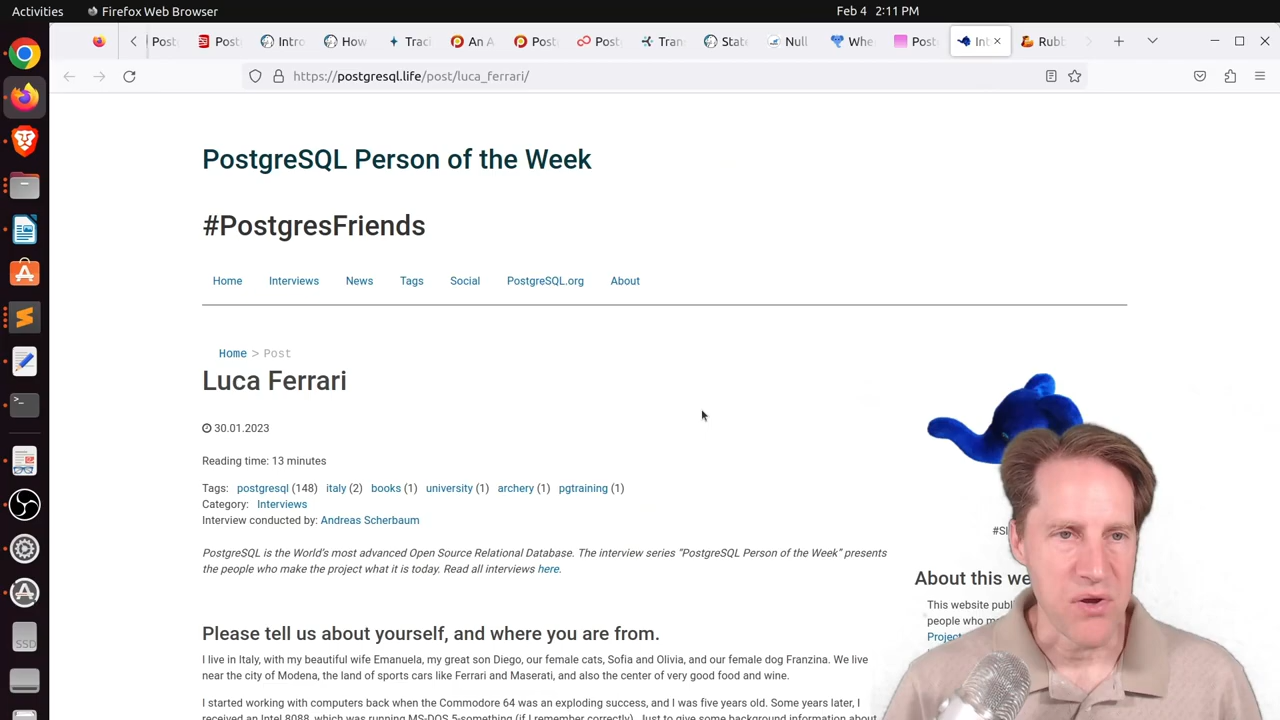 Activities
Firefox Web Browser
Feb 4 2:11 PM
Post
Post
Intro
How
Traci
An A
Posti
Post
Tran
State
Null
Whe
Post
Int
Rub
https://postgresql.life/post/luca_ferrari/
PostgreSQL Person of the Week
#PostgresFriends
Home Interviews News Tags Social PostgreSQL.org About
Home > Post
Luca Ferrari
30.01.2023
Reading time: 13 minutes
Tags: postgresql (148) italy (2) books (1) university (1) archery (1) pgtraining (1)
Category: Interviews
Interview conducted by: Andreas Scherbaum
PostgreSQL is the World's most advanced Open Source Relational Database. The interview series "PostgreSQL Person of the Week" presents
the people who make the project what it is today. Read all interviews here.
Please tell us about yourself, and where you are from.
I live in Italy, with my beautiful wife Emanuela, my great son Diego, our female cats, Sofia and Olivia, and our female dog Franzina. We live
near the city of Modena, the land of sports cars like Ferrari and Maserati, and also the center of very good food and wine.
I started working with computers back when the Commodore 64 was an exploding success, and I was five years old. Some years later, I
received an Intel 8088, which was running MS-DOS 5-something (if I remember correctly). Just to give some background information about
About this we
This website publ
people who m
Project
SSD